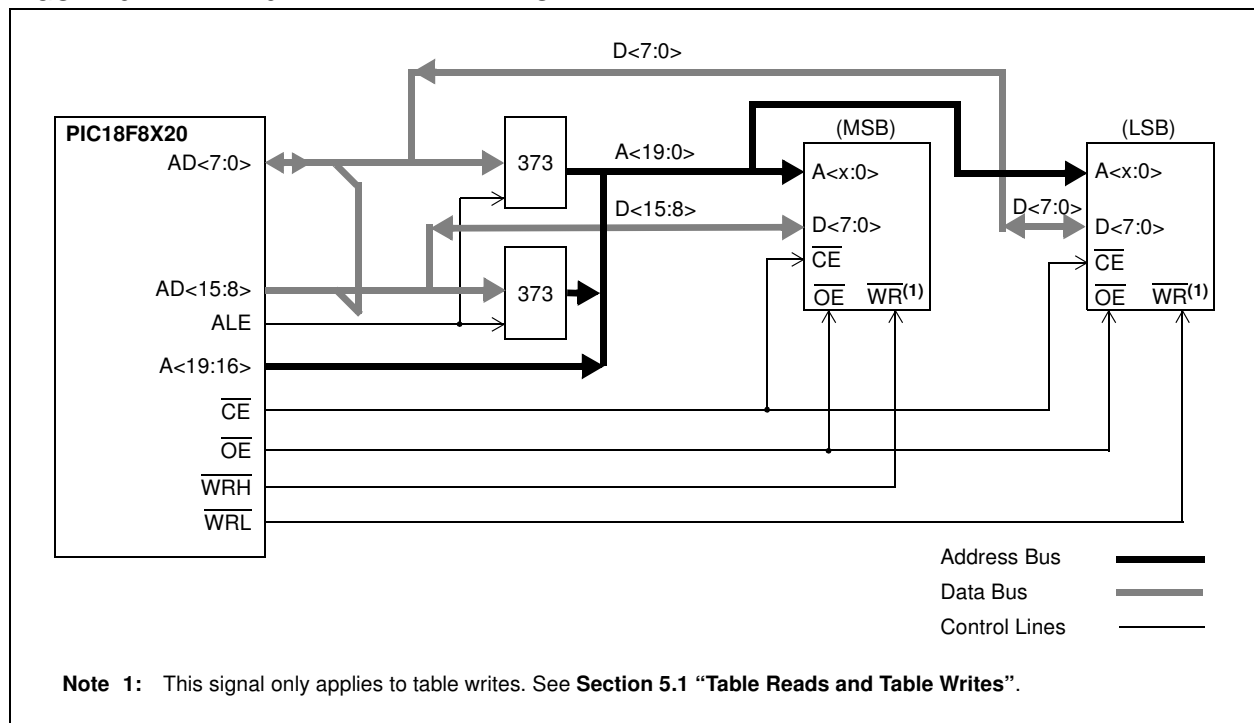 D<7:0>
PIC18F8X20
AD<7:0>
373
A<19:0>
(MSB)
A<x:0>
(LSB)
A<x:0>
D<15:8>
D<7:0>
D<7:0>
D<7:0>
CE
CE
AD<15:8>
373
OE WR(1)
OE WR(1)
ALE
A<19:16>
CE
OE
WRH
WRL
Address Bus
Data Bus
Control Lines
Note 1: This signal only applies to table writes. See Section 5.1 “Table Reads and Table Writes”.